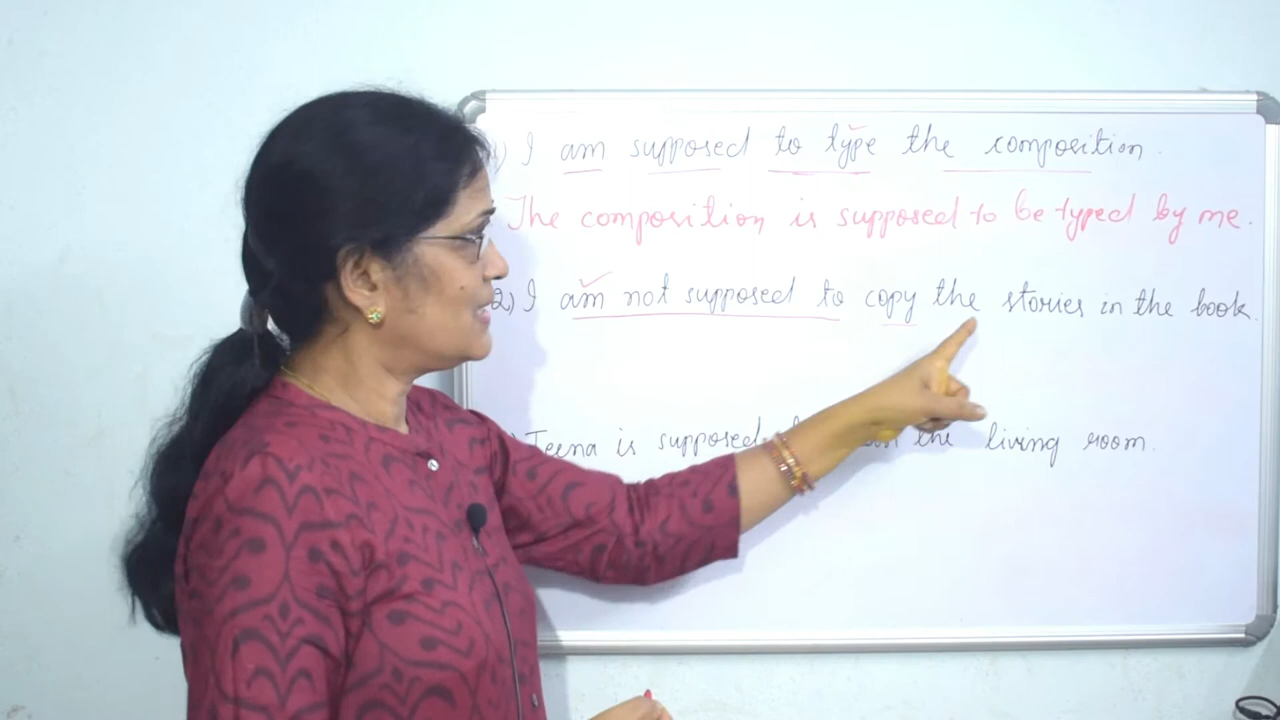 1) I am supposed to type the composition.
The composition is supposed to be typed by me.
2) I am not supposed to copy the stories in the book.
) Teena is supposed the living room.